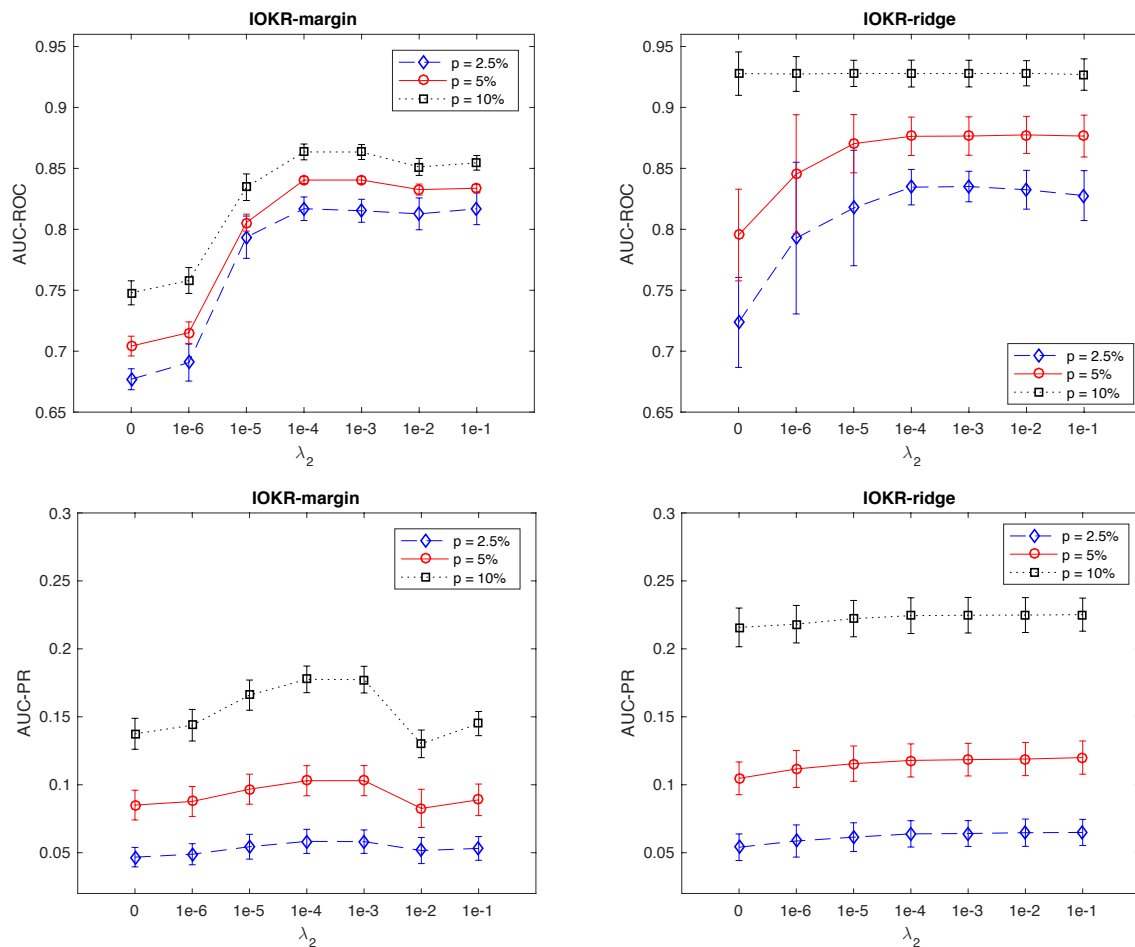 IOKR-margin
0.95
0.9
0.85
0.8
0.75
0.7
0.65
AUC-ROC
p = 2.5%
p = 5%
p = 10%
0 1e-6 1e-5 1e-4 1e-3 1e-2 1e-1
λ2
IOKR-ridge
0.95
0.9
0.85
0.8
0.75
0.7
0.65
AUC-ROC
p = 2.5%
p = 5%
p = 10%
0 1e-6 1e-5 1e-4 1e-3 1e-2 1e-1
λ2
IOKR-margin
0.3
0.25
0.2
0.15
0.1
0.05
AUC-PR
p = 2.5%
p = 5%
p = 10%
0 1e-6 1e-5 1e-4 1e-3 1e-2 1e-1
λ2
IOKR-ridge
0.3
0.25
0.2
0.15
0.1
0.05
AUC-PR
p = 2.5%
p = 5%
p = 10%
0 1e-6 1e-5 1e-4 1e-3 1e-2 1e-1
λ2